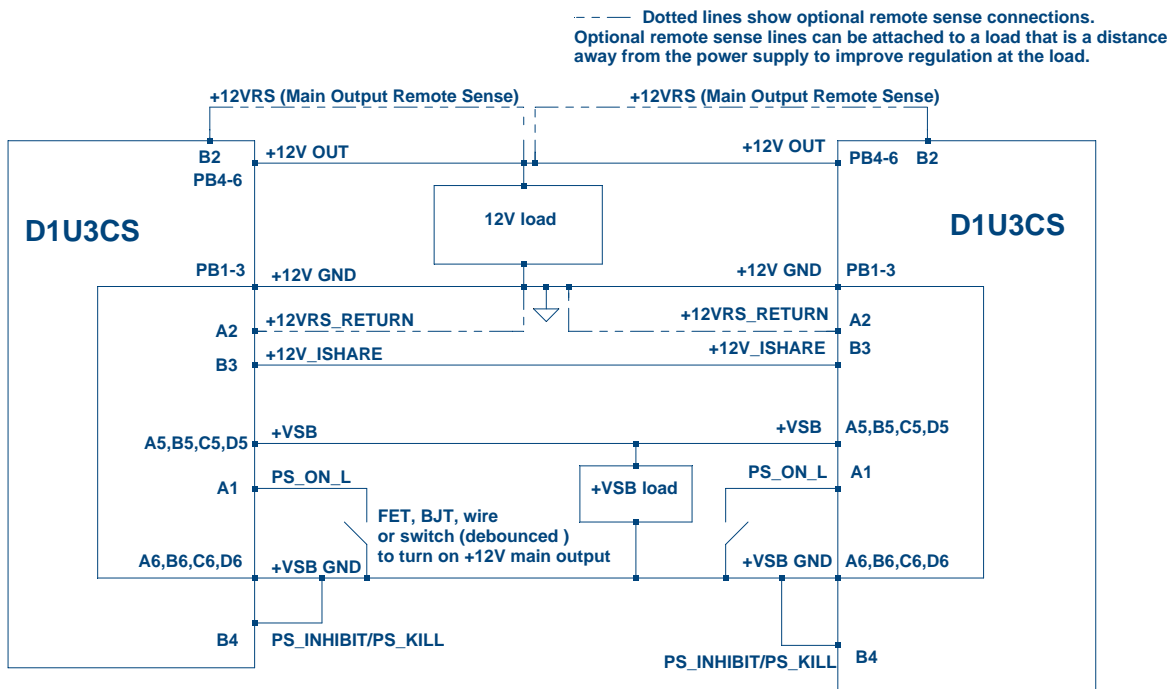 Dotted lines show optional remote sense connections.
Optional remote sense lines can be attached to a load that is a distance
away from the power supply to improve regulation at the load.
+12VRS (Main Output Remote Sense)
+12VRS (Main Output Remote Sense)
B2
+12V OUT
+12V OUT
PB4-6
B2
PB4-6
D1U3CS
12V load
D1U3CS
PB1-3
+12V GND
+12V GND
PB1-3
A2
+12VRS_RETURN
+12VRS_RETURN
A2
B3
+12V_ISHARE
+12V_ISHARE
B3
A5,B5,C5,D5
+VSB
+VSB
A5,B5,C5,D5
A1
PS_ON_L
+VSB load
PS_ON_L
A1
FET, BJT, wire
or switch (debounced )
to turn on +12V main output
A6,B6,C6,D6
+VSB GND
+VSB GND
A6,B6,C6,D6
B4
PS_INHIBIT/PS_KILL
PS_INHIBIT/PS_KILL
B4